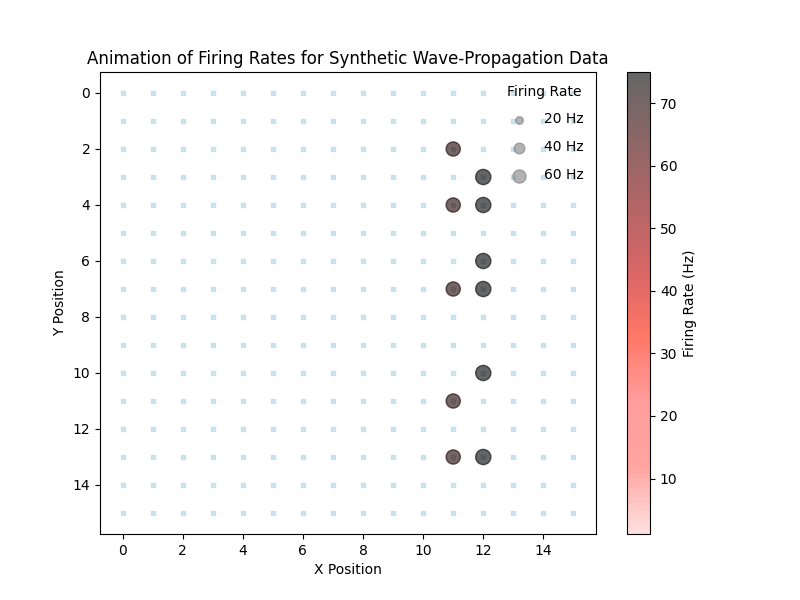 Animation of Firing Rates for Synthetic Wave-Propagation Data
Firing Rate
20 Hz
40 Hz
60 Hz
0
2
4
6
8
10
12
14
Y Position
0 2 4 6 8 10 12 14
X Position
70
60
50
40
30
20
10
Firing Rate (Hz)